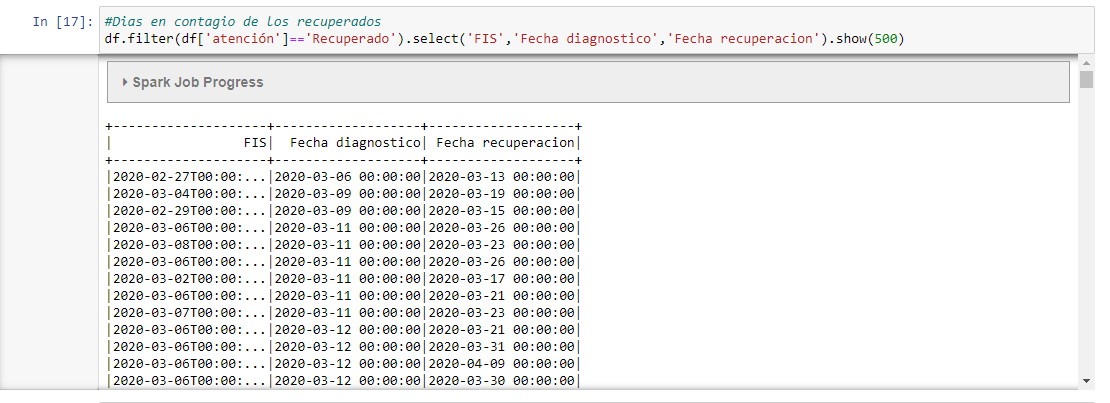 In [17]:
#Dias en contagio de los recuperados
df.filter(df['atención']=='Recuperado').select('FIS','Fecha diagnostico','Fecha recuperacion').show(500)
Spark Job Progress
+--------------------+-------------------+-------------------+
|                 FIS|  Fecha diagnostico| Fecha recuperacion|
+--------------------+-------------------+-------------------+
|2020-02-27T00:00:...|2020-03-06 00:00:00|2020-03-13 00:00:00|
|2020-03-04T00:00:...|2020-03-09 00:00:00|2020-03-19 00:00:00|
|2020-02-29T00:00:...|2020-03-09 00:00:00|2020-03-15 00:00:00|
|2020-03-06T00:00:...|2020-03-11 00:00:00|2020-03-26 00:00:00|
|2020-03-08T00:00:...|2020-03-11 00:00:00|2020-03-23 00:00:00|
|2020-03-06T00:00:...|2020-03-11 00:00:00|2020-03-26 00:00:00|
|2020-03-02T00:00:...|2020-03-11 00:00:00|2020-03-17 00:00:00|
|2020-03-06T00:00:...|2020-03-11 00:00:00|2020-03-21 00:00:00|
|2020-03-07T00:00:...|2020-03-11 00:00:00|2020-03-23 00:00:00|
|2020-03-06T00:00:...|2020-03-12 00:00:00|2020-03-21 00:00:00|
|2020-03-06T00:00:...|2020-03-12 00:00:00|2020-03-31 00:00:00|
|2020-03-06T00:00:...|2020-03-12 00:00:00|2020-04-09 00:00:00|
|2020-03-06T00:00:...|2020-03-12 00:00:00|2020-03-30 00:00:00|